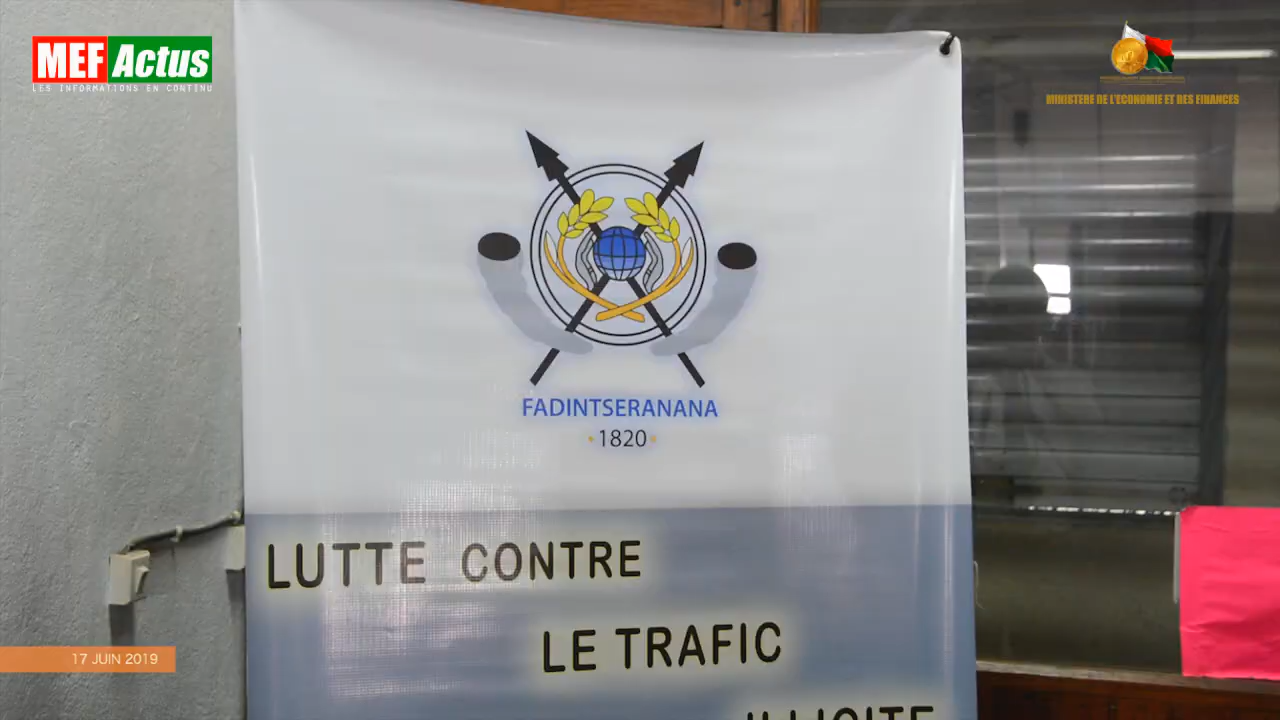 MEF Actus
LES INFORMATIONS EN CONTINU
MINISTERE DE L'ECONOMIE ET DES FINANCES
FADINTSERANANA
1820
LUTTE CONTRE
LE TRAFIC
ILLICITE
17 JUIN 2019